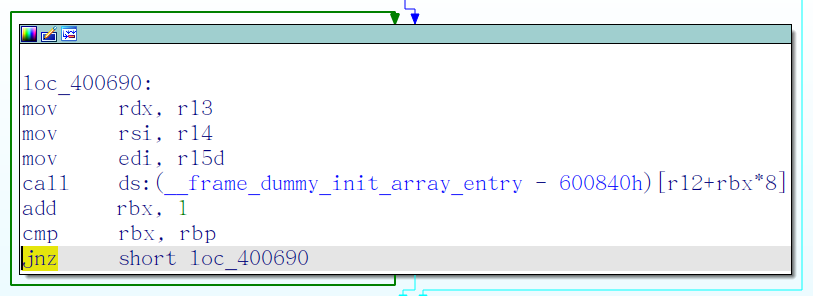 loc_400690:
mov rdx, r13
mov rsi, r14
mov edi, r15d
call ds:(__frame_dummy_init_array_entry - 600840h)[r12+rbx*8]
add rbx, 1
cmp rbx, rbp
jnz short loc_400690